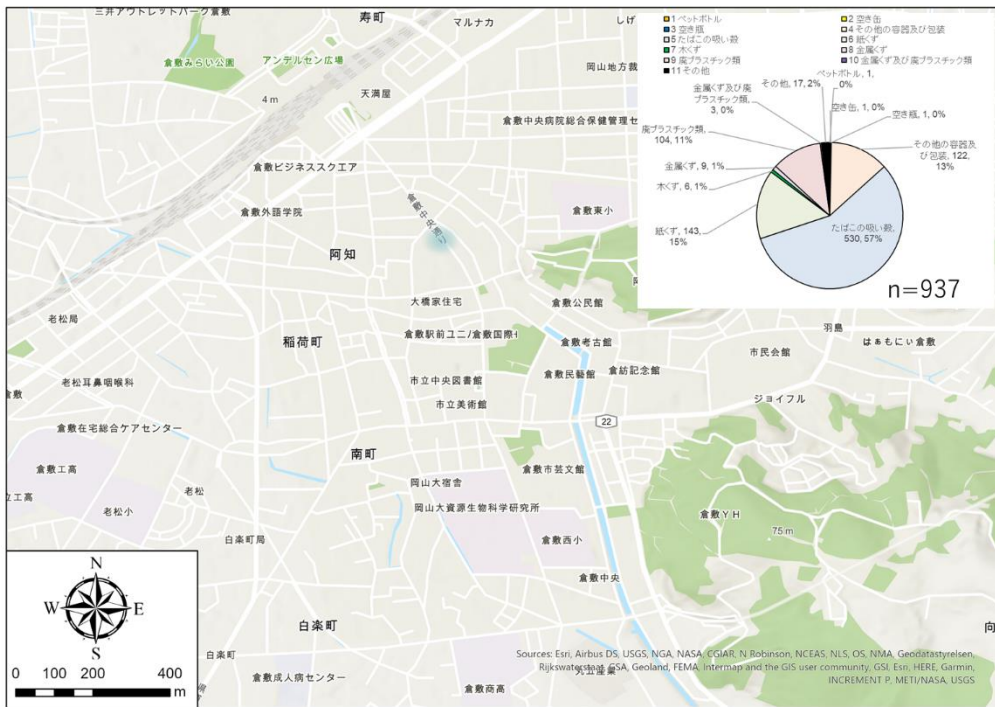 三井アウトレットパーク倉敷
寿町
マルナカ
しげ
倉敷みらい公園
アンデルセン広場
岡山地方裁
4 m
天満屋
倉敷中央病院総合保健管理セ
倉敷ビジネススクエア
倉敷中央通り
倉敷外語学院
倉敷東小
阿知
大橋家住宅
倉敷公民館
老松局
稲荷町
倉敷駅前ユニ/倉敷国際
倉敷考古館
羽島
市民会館
はぁもにぃ倉敷
老松耳鼻咽喉科
倉敷民藝館
倉紡記念館
市立中央図書館
倉敷
市立美術館
ジョイフル
22
倉敷在宅総合ケアセンター
南町
倉敷工高
倉敷市芸文館
岡山大宿舎
老松
立工高
老松小
岡山大資源生物科学研究所
倉敷YH
75 m
白楽町局
倉敷西小
倉敷中央
白楽町
向
白楽町
倉敷成人病センター
倉敷商高
丸五産業
N
W
E
S
0 100 200 400
m
1 ペットボトル
2 空き缶
3 空き瓶
4 その他の容器及び包装
5 たばこの吸い殻
6 紙くず
7 木くず
8 金属くず
9 廃プラスチック類
10 金属くず及び廃プラスチック類
11 その他
金属くず及び廃
プラスチック類,
3, 0%
その他, 17, 2%
ペットボトル, 1,
0%
空き缶, 1, 0%
空き瓶, 1, 0%
廃プラスチック類,
104, 11%
その他の容器及
び包装, 122,
13%
金属くず, 9, 1%
木くず, 6, 1%
紙くず, 143,
15%
たばこの吸い殻,
530, 57%
n=937
Sources: Esri, Airbus DS, USGS, NGA, NASA, CGIAR, N Robinson, NCEAS, NLS, OS, NMA, Geodatastyrelsen,
Rijkswaterstaat, GSA, Geoland, FEMA, Intermap and the GIS user community, GSI, Esri, HERE, Garmin,
INCREMENT P, METI/NASA, USGS